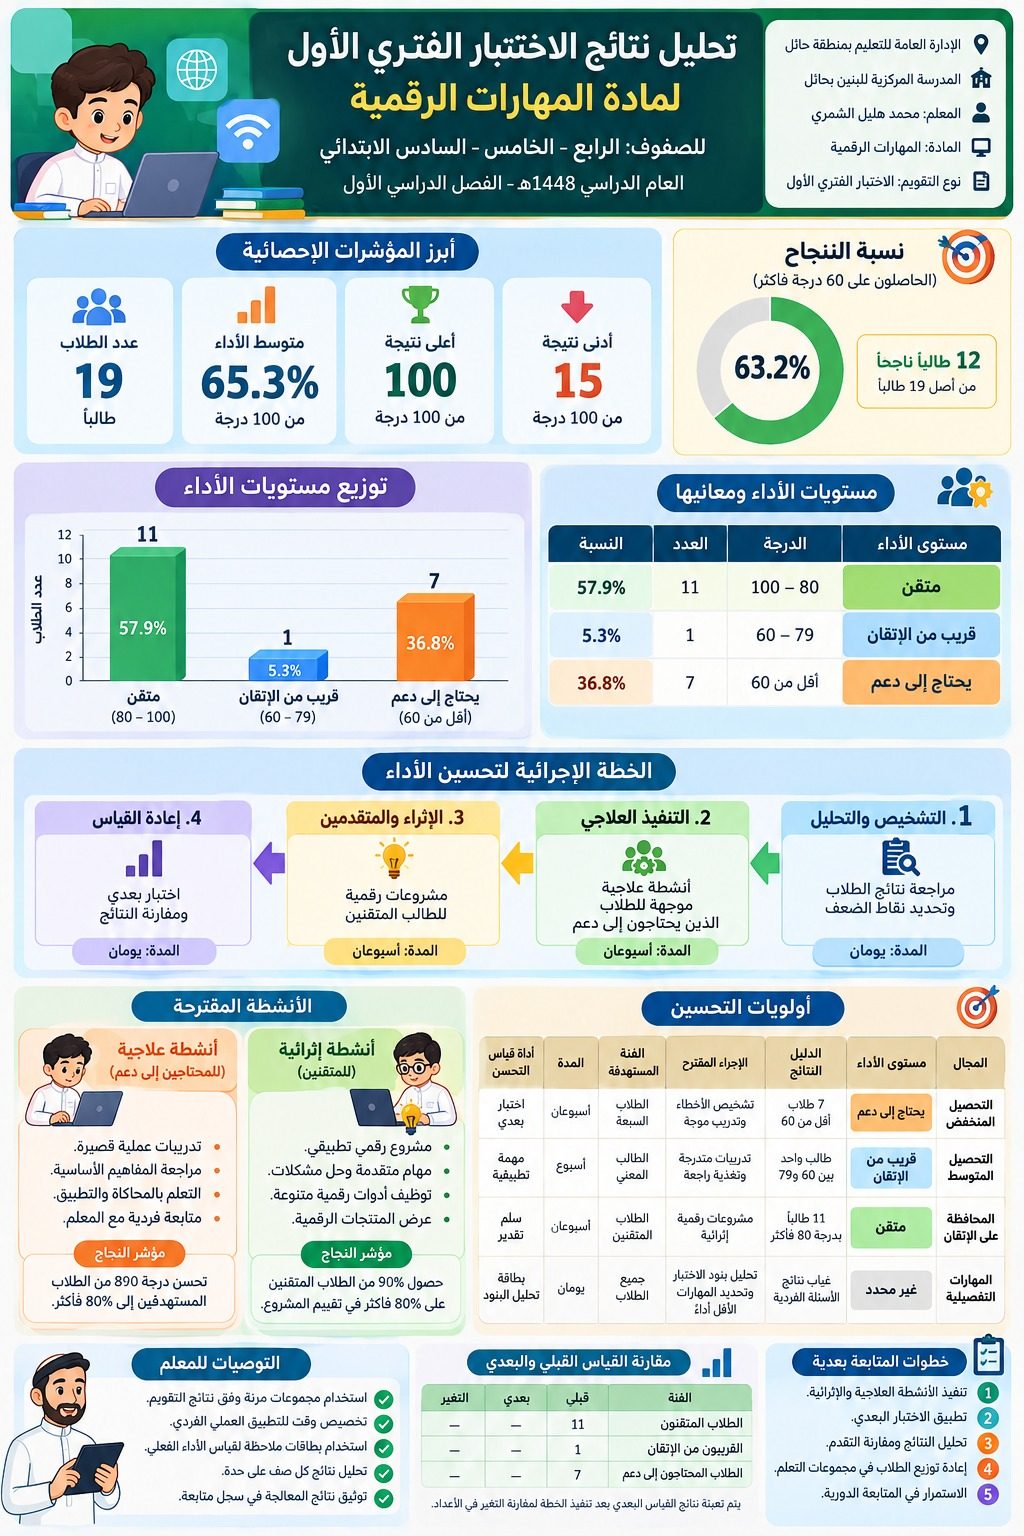 تحليل نتائج الاختتبار الفتري الأول
لمادة المهارات الرقمية
للصفوف: الرابع - الخامس - السادس الابتدائي
العام الدراسي 1448هـ - الفصل الدراسي الأول
الإدارة العامة للتعليم بمنطقة حائل
المدرسة المركزية للبنين بحائل
المعلم: محمد هليل الشمري
المادة: المهارات الرقمية
نوع التقويم: الاختبار الفتري الأول
نسبة الننجاح
(الحاصلون على 60 درجة فاكثر)
63.2%
12 طالباً ناجحاً
من أصل 19 طالباً
أبرز المؤشرات الإحصائية
أدنى نتيجة
15
من 100 درجة
أعلى نتيجة
100
من 100 درجة
متوسط الأداء
65.3%
من 100 درجة
عدد الطلاب
19
طالباً
مستويات الأداء ومعانيها
مستوى الأداء الدرجة العدد النسبة
متقن 80 – 100 11 57.9%
قريب من الإتقان 79 – 60 1 5.3%
يحتاج إلى دعم أقل من 60 7 36.8%
توزيع مستويات الأداء
عدد الطلاب
12
10
8
6
4
2
0
11
57.9%
1
5.3%
7
36.8%
متقن
(80 – 100)
قريب من الإتقان
(60 – 79)
يحتاج إلى دعم
(أقل من 60)
الخطة الإجرائية لتحسين الأداء
1. التشخيص والتحليل
مراجعة نتائج الطلاب
وتحديد نقاط الضعف
المدة: يومان
2. التنفيذ العلاجي
أنشطة علاجية
موجهة للطلاب
الذين يحتاجون إلى دعم
المدة: أسبوعان
3. الإثراء والمتقدمين
مشروعات رقمية
للطالب المتقنين
المدة: أسبوعان
4. إعادة القياس
اختبار بعدي
ومفارنة النتائج
المدة: يومان
أولويات التحسين
المجال
مستوى الأداء
الدليل
النتائج
الإجراء المقترح
الفئة
المستهدفة
المدة
أداة قياس
التحسن
التحصيل
المنخفض
يحتاج إلى دعم
7 طلاب
أقل من 60
تشخيص الأخطاء
وتدريب موجة
الطلاب
السبعة
أسبوعان
اختبار
بعدي
التحصيل
المتوسط
قريب من
الإتقان
طالب واحد
بين 60 و79
تدريبات متدرجة
وتغذية راجعة
الطالب
المعني
أسبوع
مهمة
تطبيقية
المحافظة
على الإتقان
متقن
11 طالباً
بدرجة 80 فأكثر
مشروعات رقمية
إثرائية
الطلاب
المتقنين
أسبوعان
سلم
تقدير
المهارات
التفصيلية
غير محدد
غياب نتائج
الأسئلة الفردية
تحليل بنود الاختبار
وتحديد المهارات
الأقل أداءً
جميع
الطلاب
يومان
بطاقة
تحليل البنود
الأنشظة المقترحة
أنشطة إثرائية
(للمتقنين)
مشروع رقمي تطبيقي.
مهام متقدمة وحل مشكلات.
توظيف أدوات رقمية متنوعة.
عرض المنتجات الرقمية.
مؤشر النجاح
حصول 90% من الطلاب المتقنين
على 80% فاكثر في تقييم المشروع.
أنشطة علاجية
(للمحتاجين إلى دعم)
تدريبات عملية قصيرة.
مراجعة المفاهيم الأساسية.
التعلم بالمحاكاة والتطبيق.
متابعة فردية مع المعلم.
مؤشر النجاح
تحسن درجة 890 من الطلاب
المستهدفين إلى 80% فأكثر.
خطوات المتابعة بعدية
1 تنفيذ الأنشطة العلاجية والإثرائية.
2 تطبيق الاختبار البعدي.
3 تحليل النتائج ومفارنة التقدم.
4 إعادة توزيع الطلاب في مجموعات التعلم.
5 الاستمرار في المتابعة الدورية.
مقارنة القياس القبلي والبعدي
الفئة قبلي بعدي التغير
الطلاب المتقنون 11 — —
القريبون من الإتقان 1 — —
الطلاب المحتاجون إلى دعم 7 — —
يتم تعبئة نتائج القياس البعدي بعد تنفيذ الخطة لمقارنة التغير في الأعداد.
التوصيات للمعلم
استخدام مجموعات مرنة وفق نتائج التقويم.
تخصيص وقت للتطبيق العملي الفردي.
استخدام بطاقات ملاحظة لقياس الأداء الفعلي.
تحليل نتائج كل صف على حدة.
توثيق نتائج المعالجة في سجل متابعة.